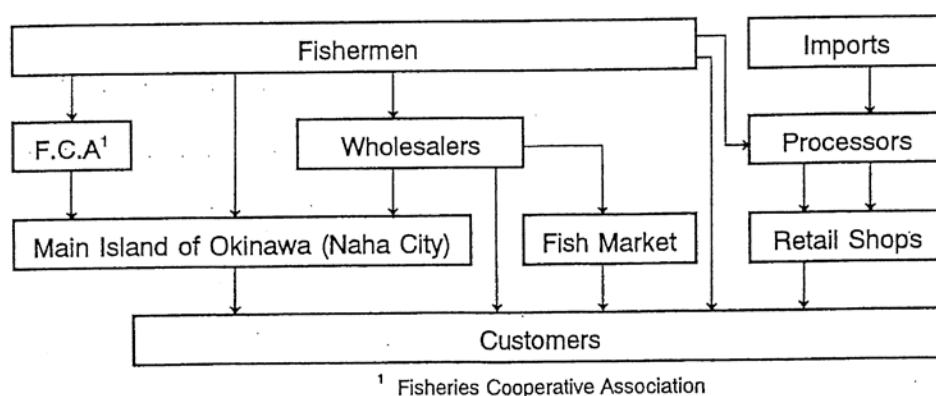 Fishermen
Imports
F.C.A¹
Wholesalers
Processors
Main Island of Okinawa (Naha City)
Fish Market
Retail Shops
Customers
¹ Fisheries Cooperative Association